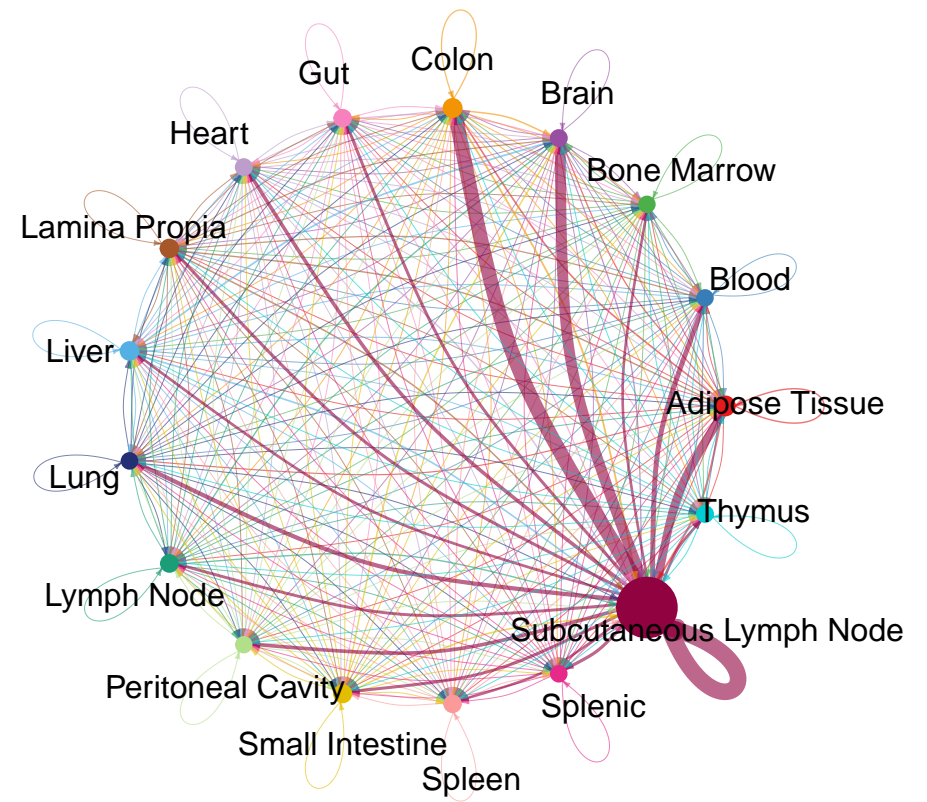 Colon
Gut
Brain
Heart
Bone Marrow
Lamina Propia
Blood
Liver
Adipose Tissue
Lung
Thymus
Lymph Node
Subcutaneous Lymph Node
Peritoneal Cavity
Splenic
Small Intestine
Spleen